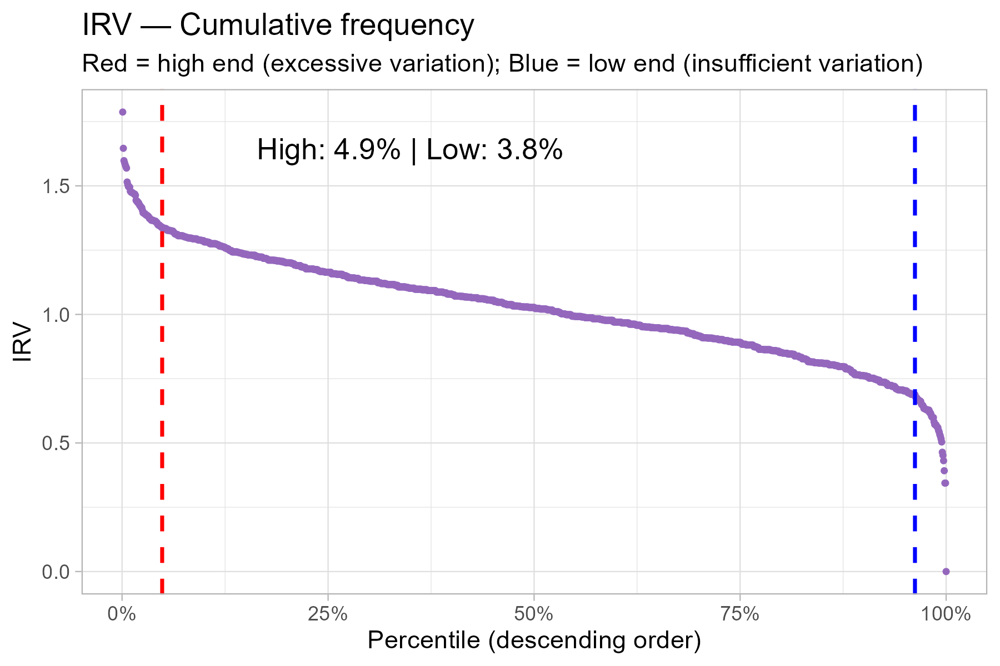 IRV — Cumulative frequency
Red = high end (excessive variation); Blue = low end (insufficient variation)
High: 4.9% | Low: 3.8%
1.5
1.0
0.5
0.0
IRV
0% 25% 50% 75% 100%
Percentile (descending order)